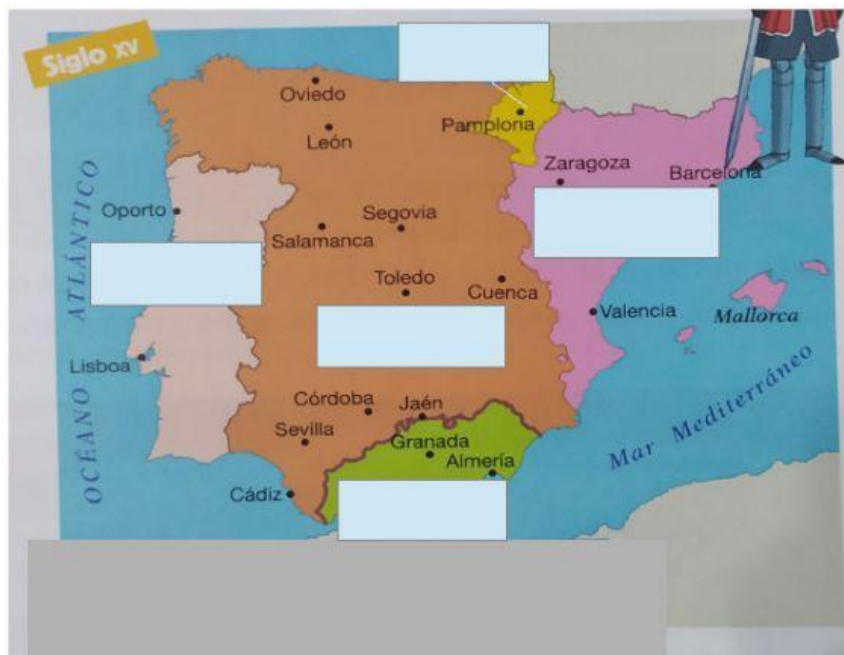 Siglo XV
Oviedo
León
Pamplona
Zaragoza
Barcelona
Oporto
Segovia
Salamanca
OCÉANO ATLÁNTICO
Toledo
Cuenca
Valencia
Mallorca
Lisboa
Mar Mediterráneo
Córdoba
Jaén
Sevilla
Granada
Almería
Cádiz